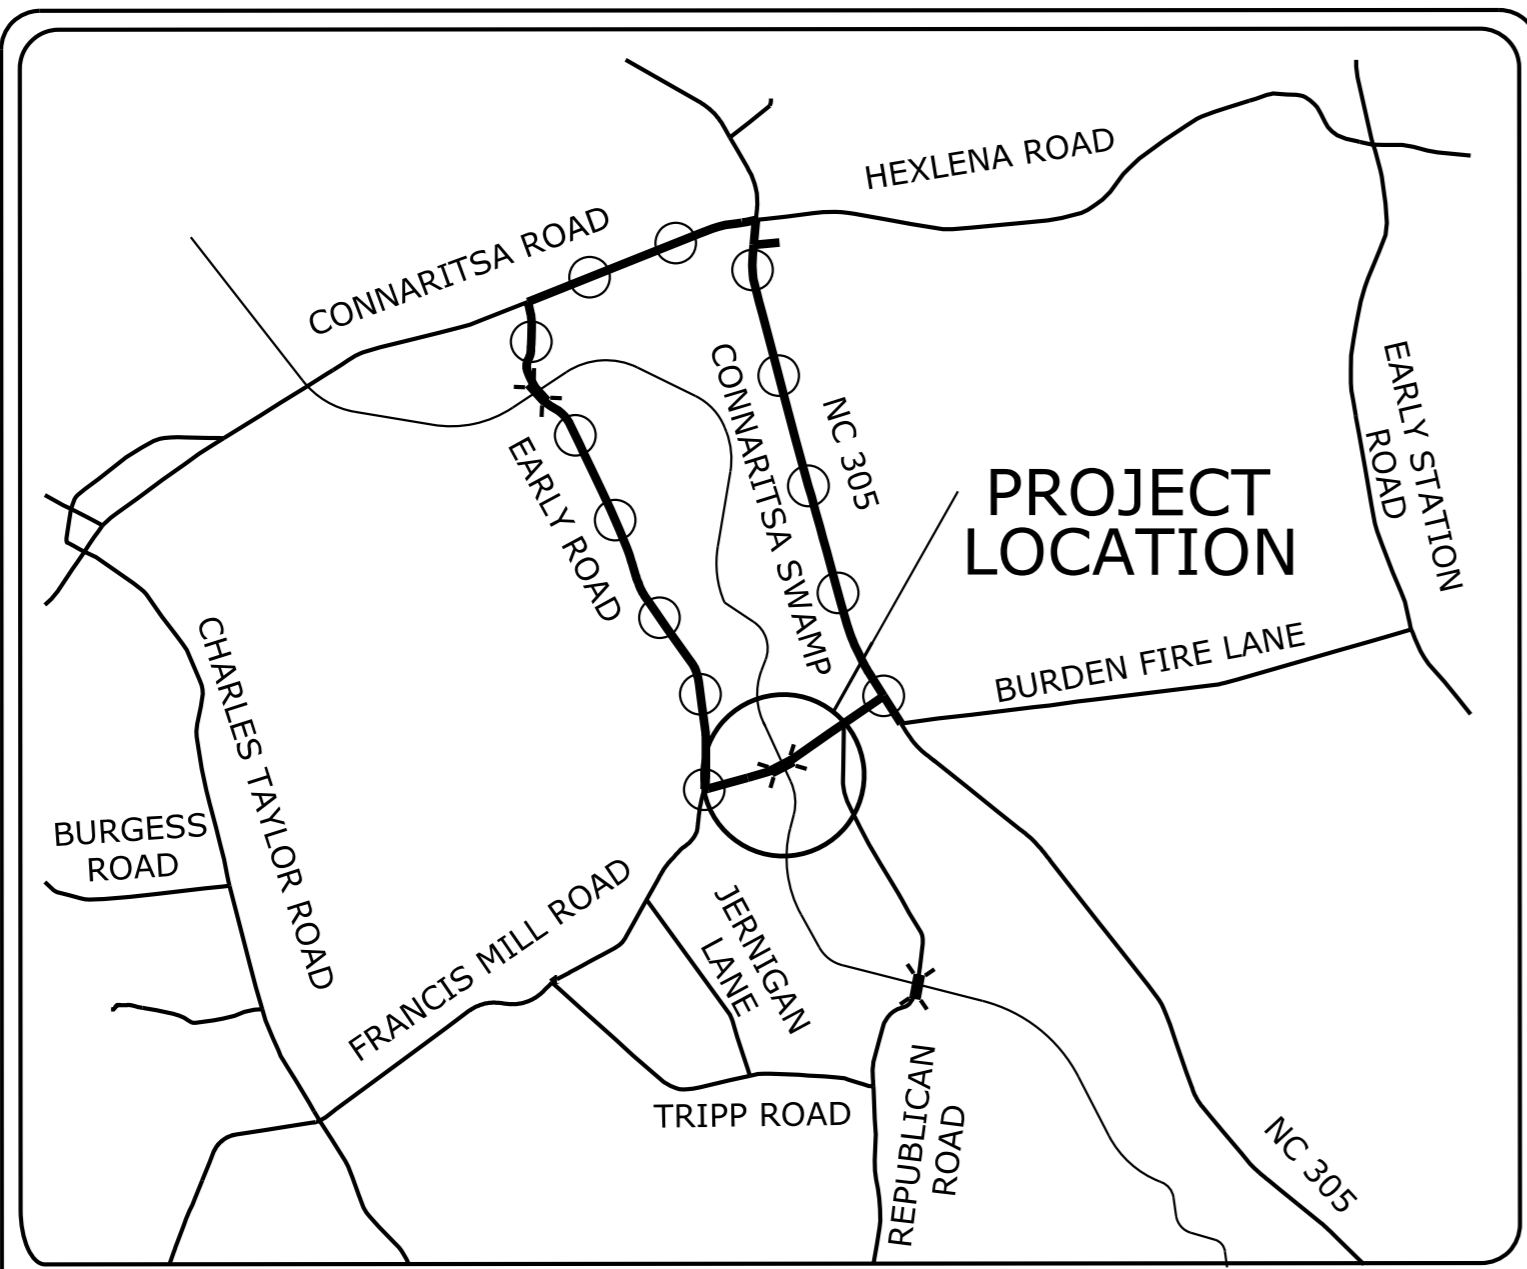 HEXLENA ROAD
CONNARITSA ROAD
CONNARITSA SWAMP
NC 305
EARLY STATION
ROAD
EARLY ROAD
PROJECT
LOCATION
CHARLES TAYLOR ROAD
BURDEN FIRE LANE
BURGESS
ROAD
FRANCIS MILL ROAD
JERNIGAN
LANE
TRIPP ROAD
REPUBLICAN
ROAD
NC 305